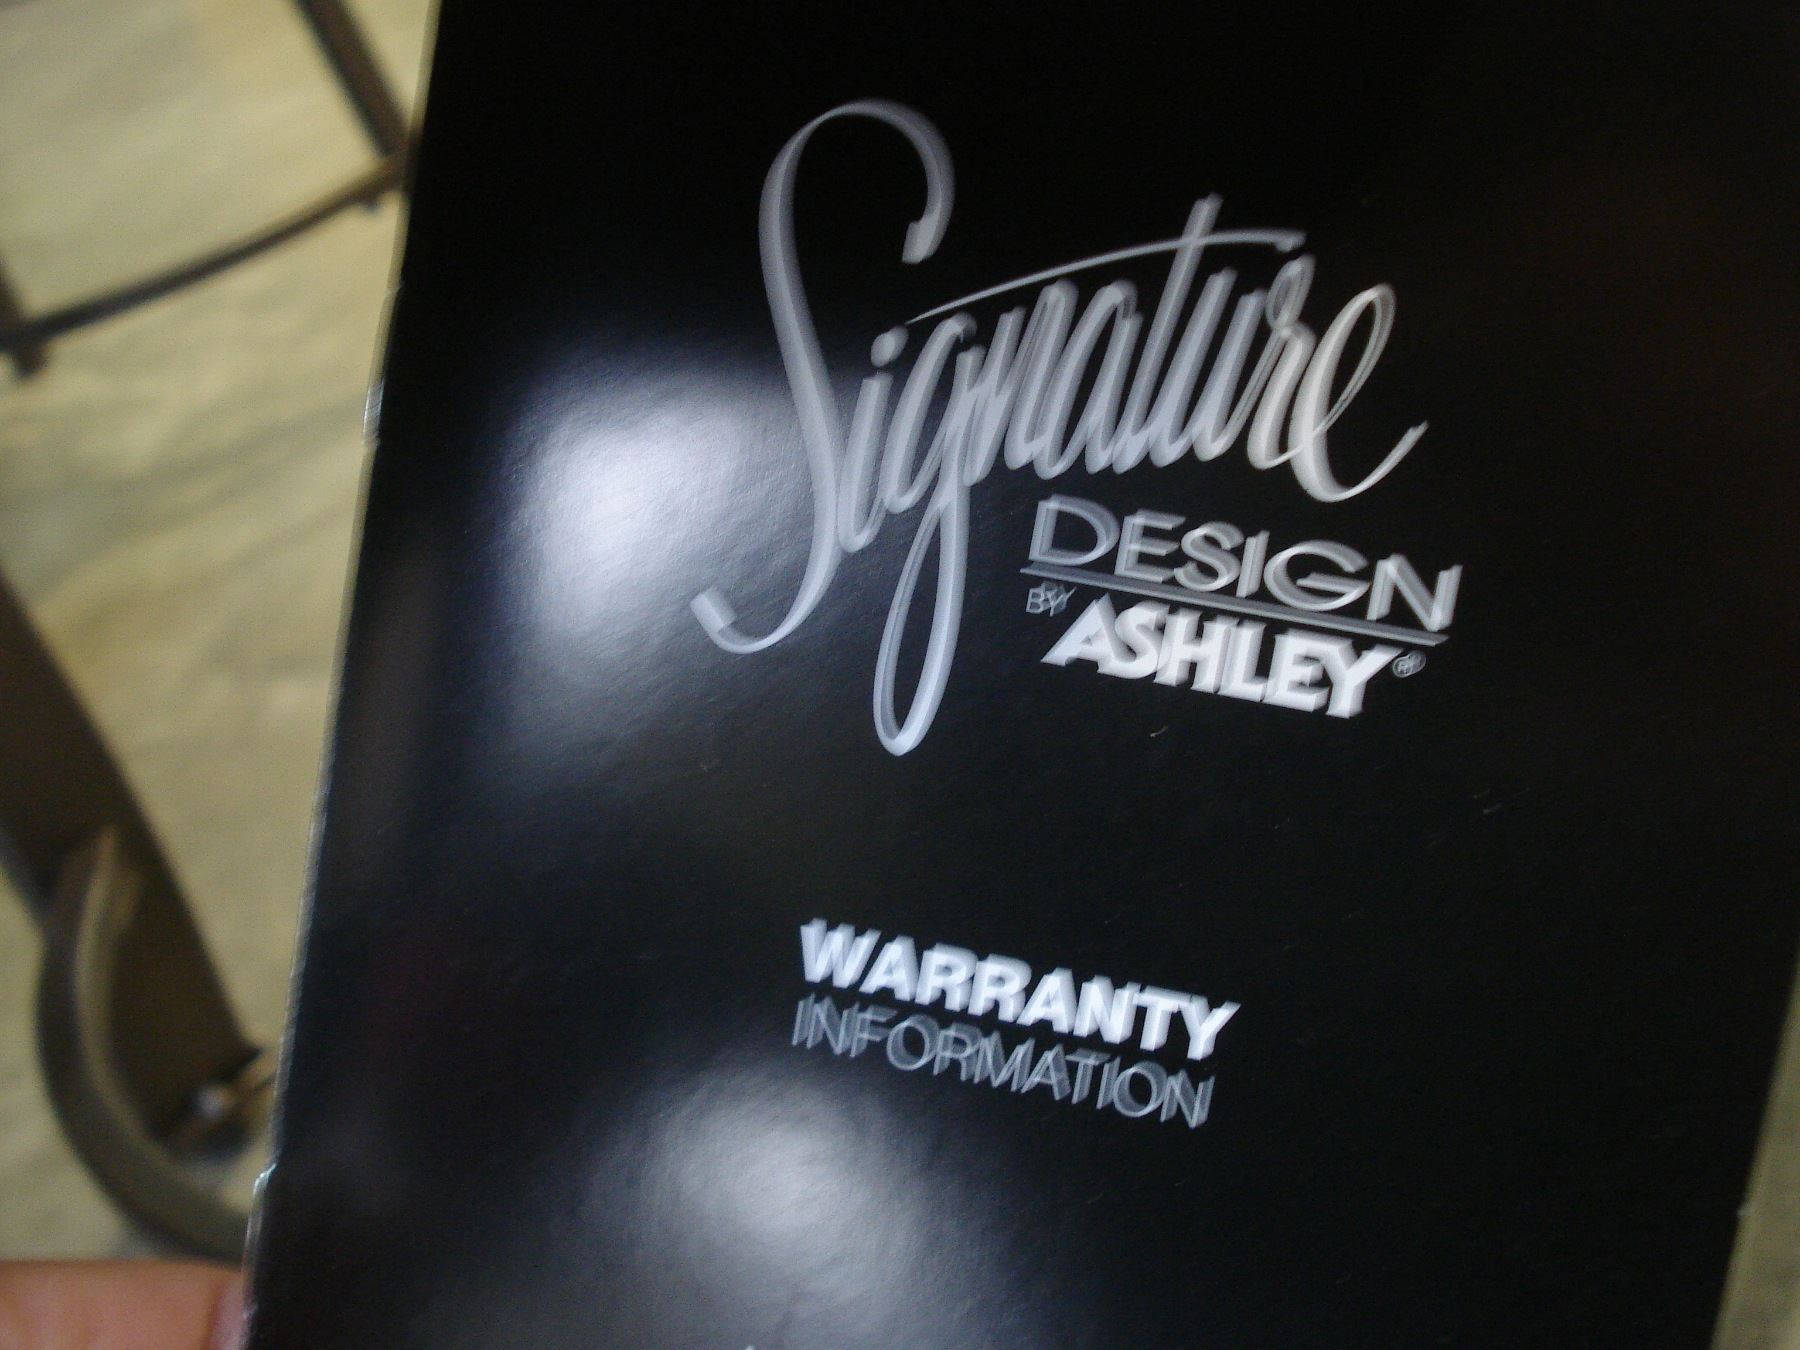 Signature
DESIGN
BY ASHLEY®
WARRANTY
INFORMATION